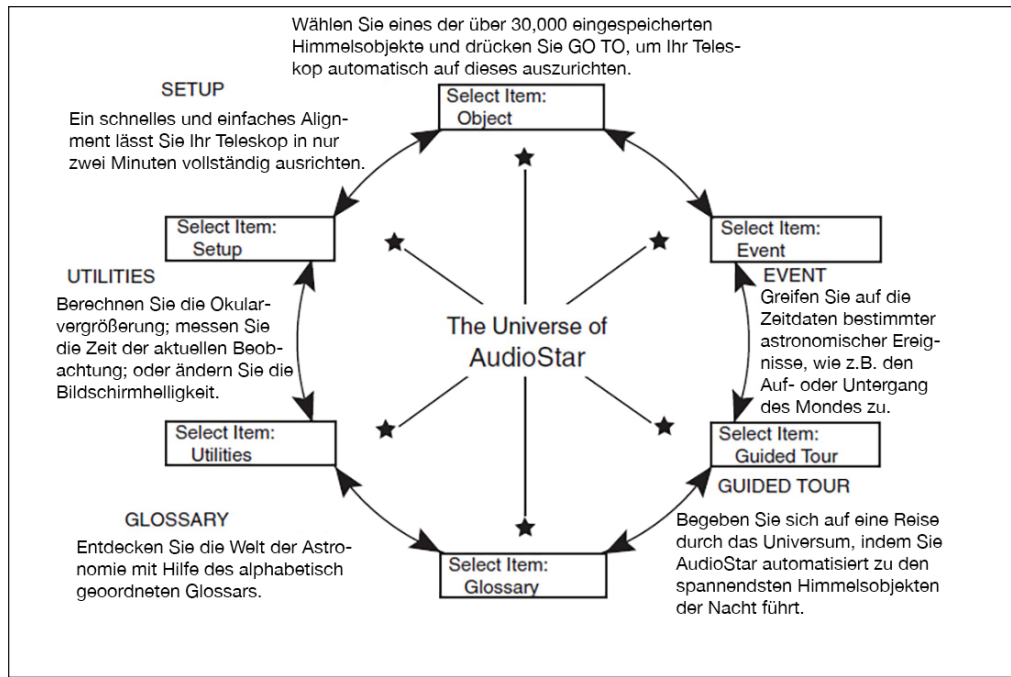 Wählen Sie eines der über 30,000 eingespeicherten
Himmelsobjekte und drücken Sie GO TO, um Ihr Teles-
kop automatisch auf dieses auszurichten.
Select Item:
Object
SETUP
Ein schnelles und einfaches Align-
ment lässt Sie Ihr Teleskop in nur
zwei Minuten vollständig ausrichten.
Select Item:
Setup
Select Item:
Event
UTILITIES
Berechnen Sie die Okular-
vergrößerung; messen Sie
die Zeit der aktuellen Beob-
achtung; oder ändern Sie die
Bildschirmhelligkeit.
The Universe of
AudioStar
EVENT
Greifen Sie auf die
Zeitdaten bestimmter
astronomischer Ereig-
nisse, wie z.B. den
Auf- oder Untergang
des Mondes zu.
Select Item:
Utilities
Select Item:
Guided Tour
GLOSSARY
Entdecken Sie die Welt der Astro-
nomie mit Hilfe des alphabetisch
geordneten Glossars.
Select Item:
Glossary
GUIDED TOUR
Begeben Sie sich auf eine Reise
durch das Universum, indem Sie
AudioStar automatisiert zu den
spannendsten Himmelsobjekten
der Nacht führt.